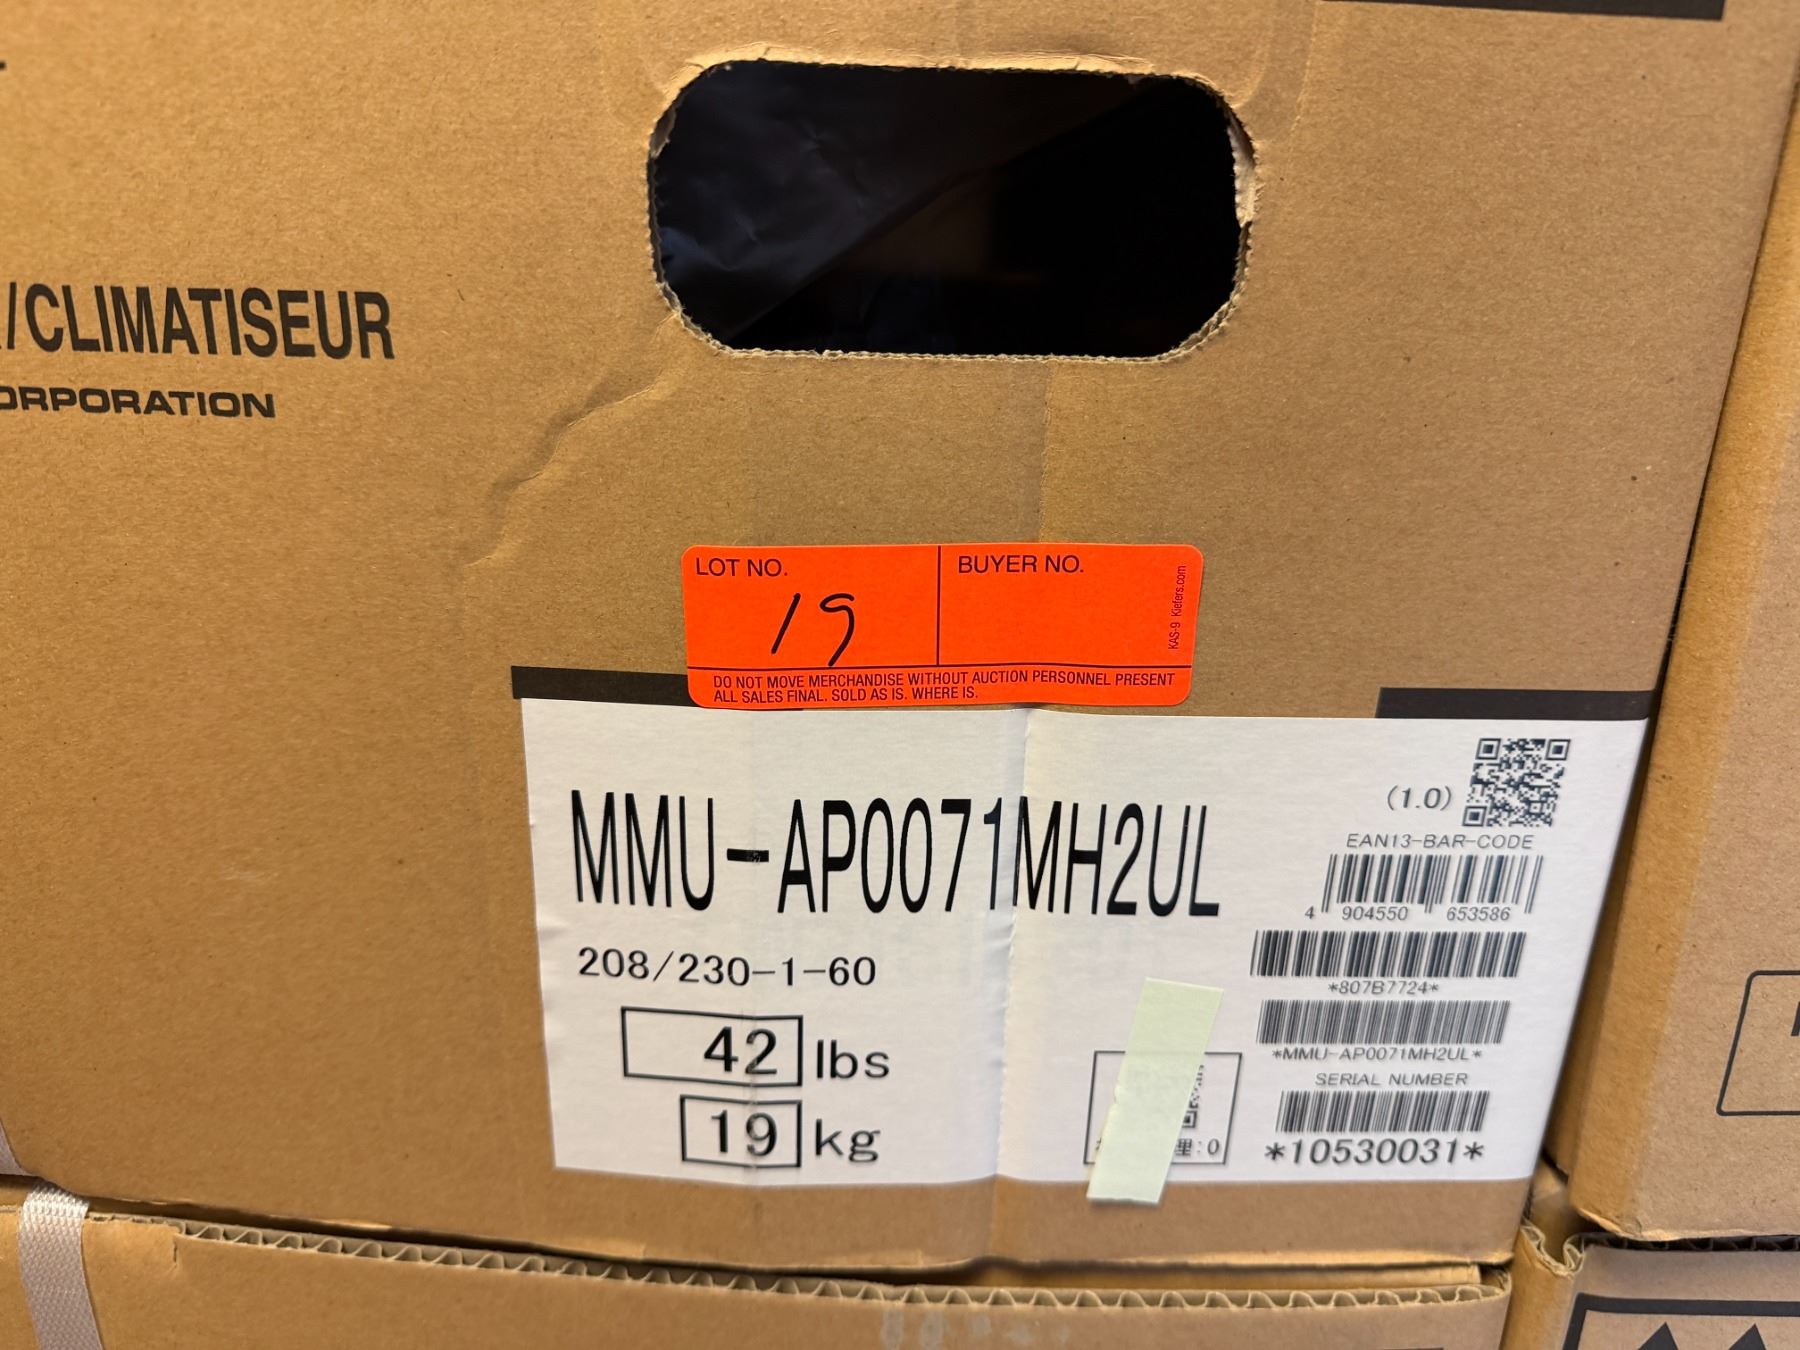 /CLIMATISEUR
ORPORATION
LOT NO.
19
BUYER NO.
KAS-9 Kiefers.com
DO NOT MOVE MERCHANDISE WITHOUT AUCTION PERSONNEL PRESENT
ALL SALES FINAL. SOLD AS IS. WHERE IS.
MMU-AP0071MH2UL
(1.0)
EAN13-BAR-CODE
4 904550 653586
208/230-1-60
*807B7724*
42 lbs
*MMU-AP0071MH2UL*
SERIAL NUMBER
19 kg
理:0
*10530031*